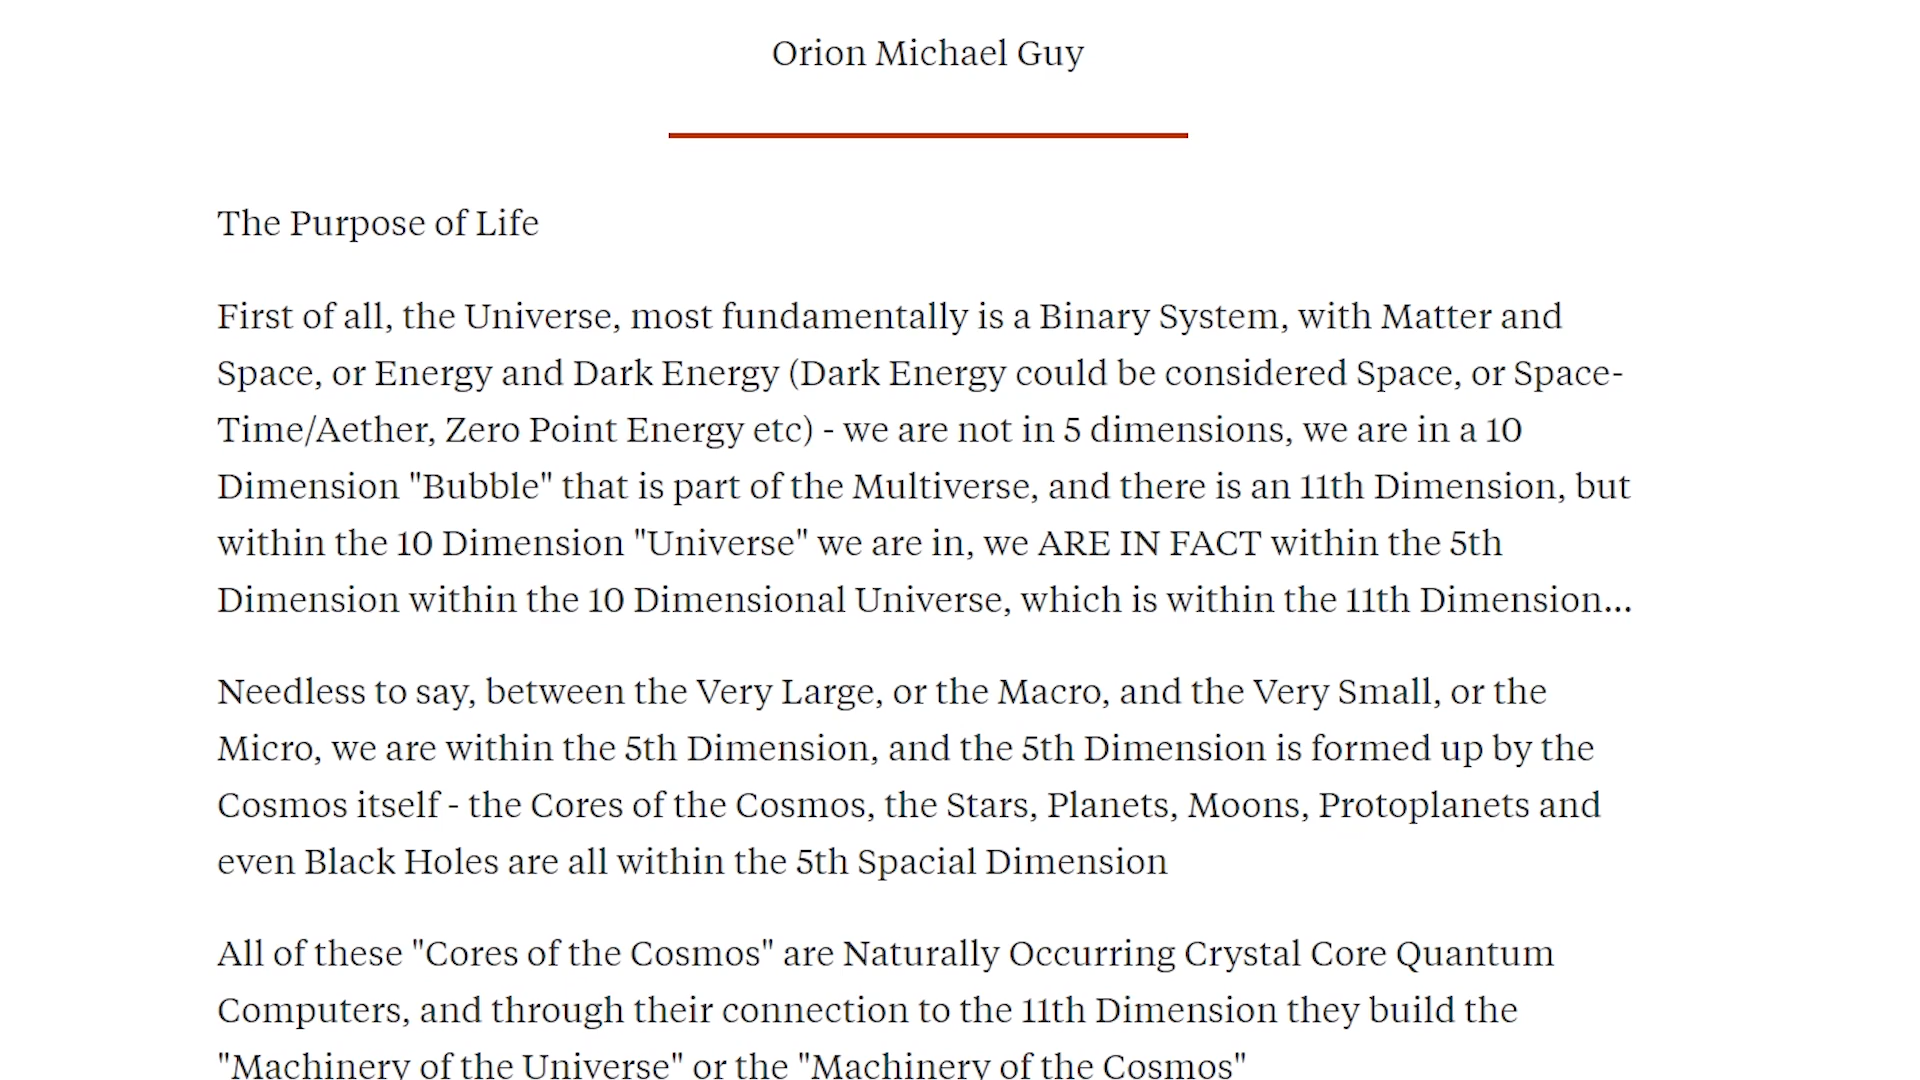 Orion Michael Guy
The Purpose of Life
First of all, the Universe, most fundamentally is a Binary System, with Matter and
Space, or Energy and Dark Energy (Dark Energy could be considered Space, or Space-
Time/Aether, Zero Point Energy etc) - we are not in 5 dimensions, we are in a 10
Dimension "Bubble" that is part of the Multiverse, and there is an 11th Dimension, but
within the 10 Dimension "Universe" we are in, we ARE IN FACT within the 5th
Dimension within the 10 Dimensional Universe, which is within the 11th Dimension...
Needless to say, between the Very Large, or the Macro, and the Very Small, or the
Micro, we are within the 5th Dimension, and the 5th Dimension is formed up by the
Cosmos itself - the Cores of the Cosmos, the Stars, Planets, Moons, Protoplanets and
even Black Holes are all within the 5th Spacial Dimension
All of these "Cores of the Cosmos" are Naturally Occurring Crystal Core Quantum
Computers, and through their connection to the 11th Dimension they build the
"Machinery of the Universe" or the "Machinery of the Cosmos"